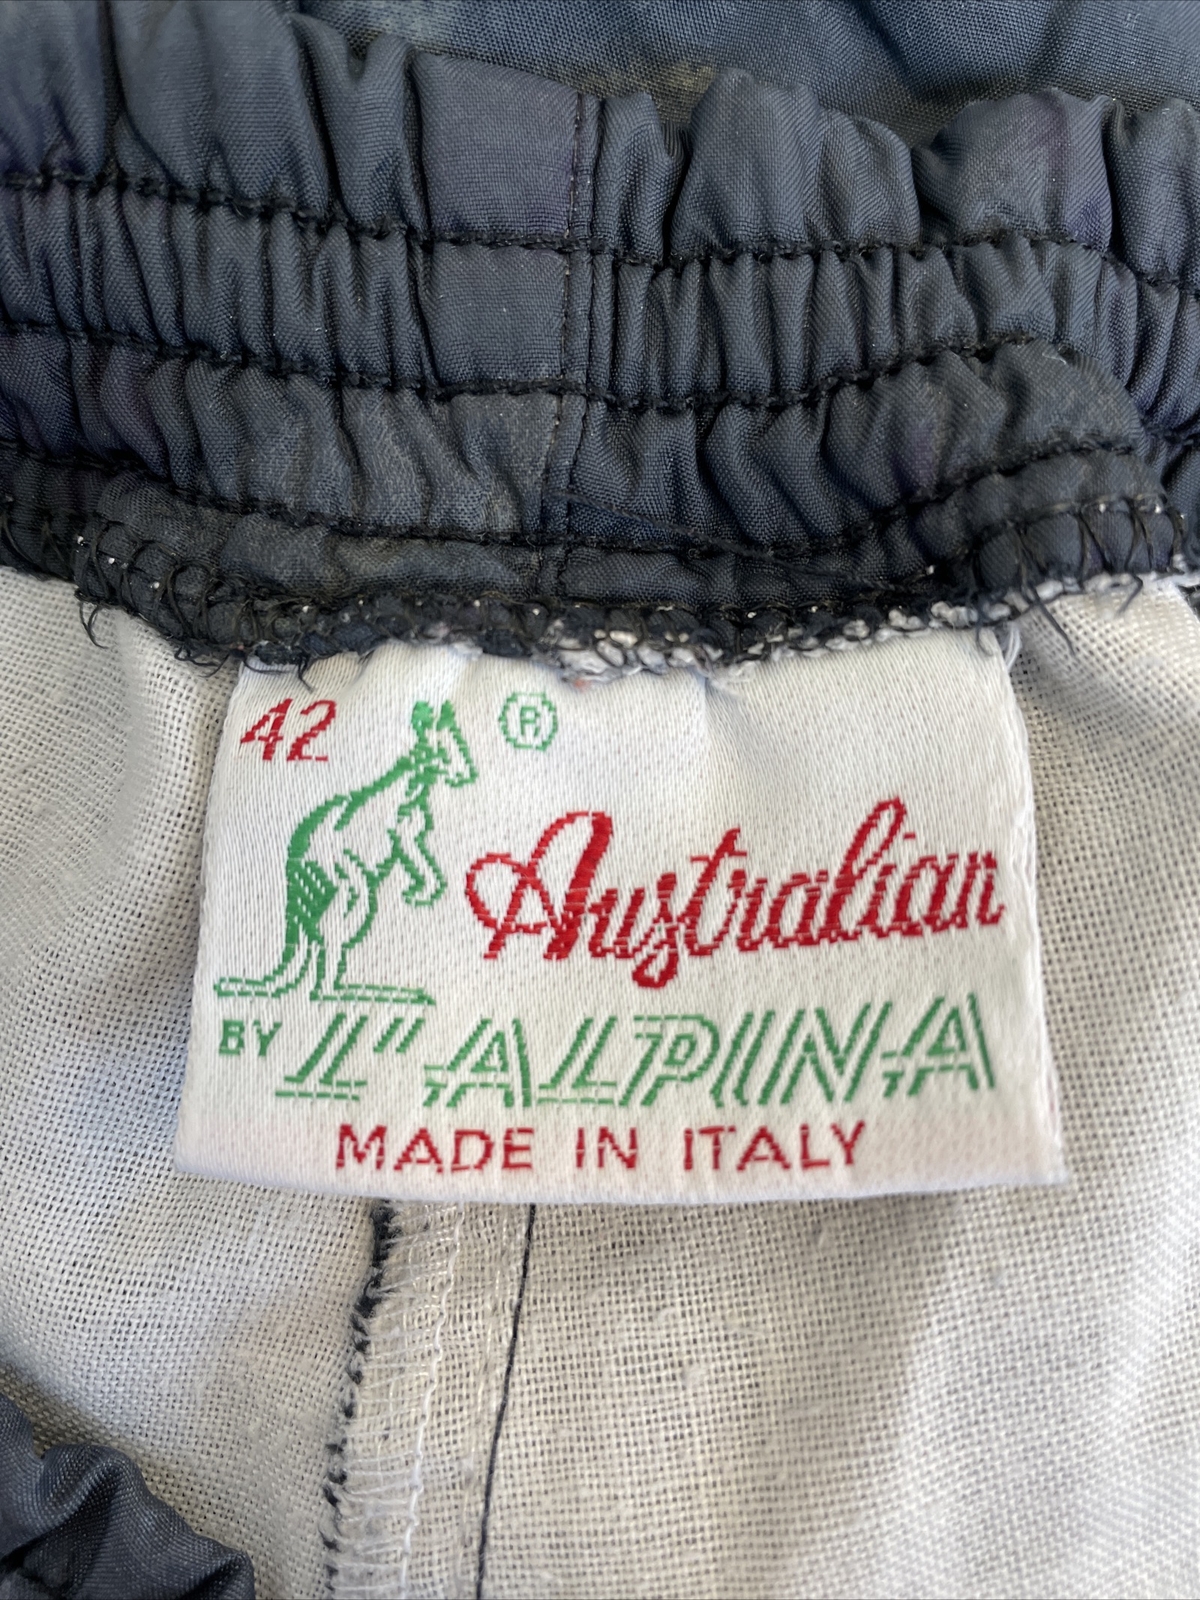 42 ®
Australian
BY L'ALPINA
MADE IN ITALY